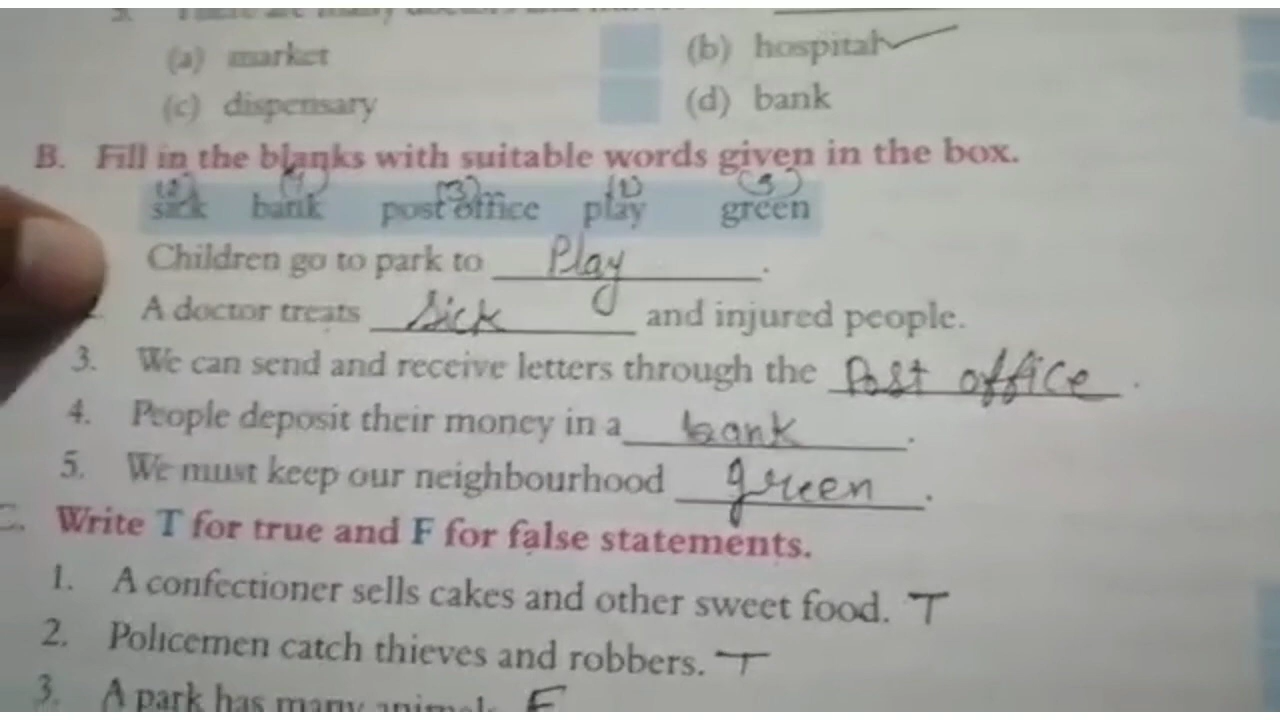 (a) market (b) hospital
(c) dispensary (d) bank
B. Fill in the blanks with suitable words given in the box.
(2) (4) (3) (1) (5)
sick bank post office play green
Children go to park to Play.
A doctor treats Sick and injured people.
3. We can send and receive letters through the Post office.
4. People deposit their money in a bank.
5. We must keep our neighbourhood green.
C. Write T for true and F for false statements.
1. A confectioner sells cakes and other sweet food. T
2. Policemen catch thieves and robbers. T
3. A park has many animals. F